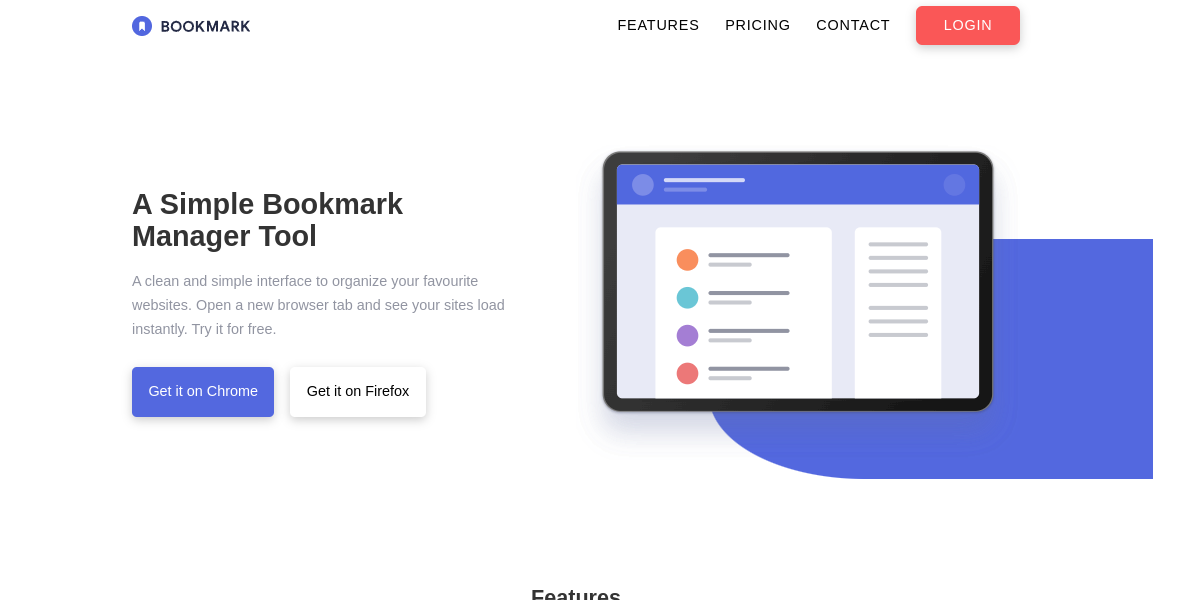 BOOKMARK
FEATURES PRICING CONTACT LOGIN
A Simple Bookmark
Manager Tool
A clean and simple interface to organize your favourite
websites. Open a new browser tab and see your sites load
instantly. Try it for free.
Get it on Chrome Get it on Firefox
Features